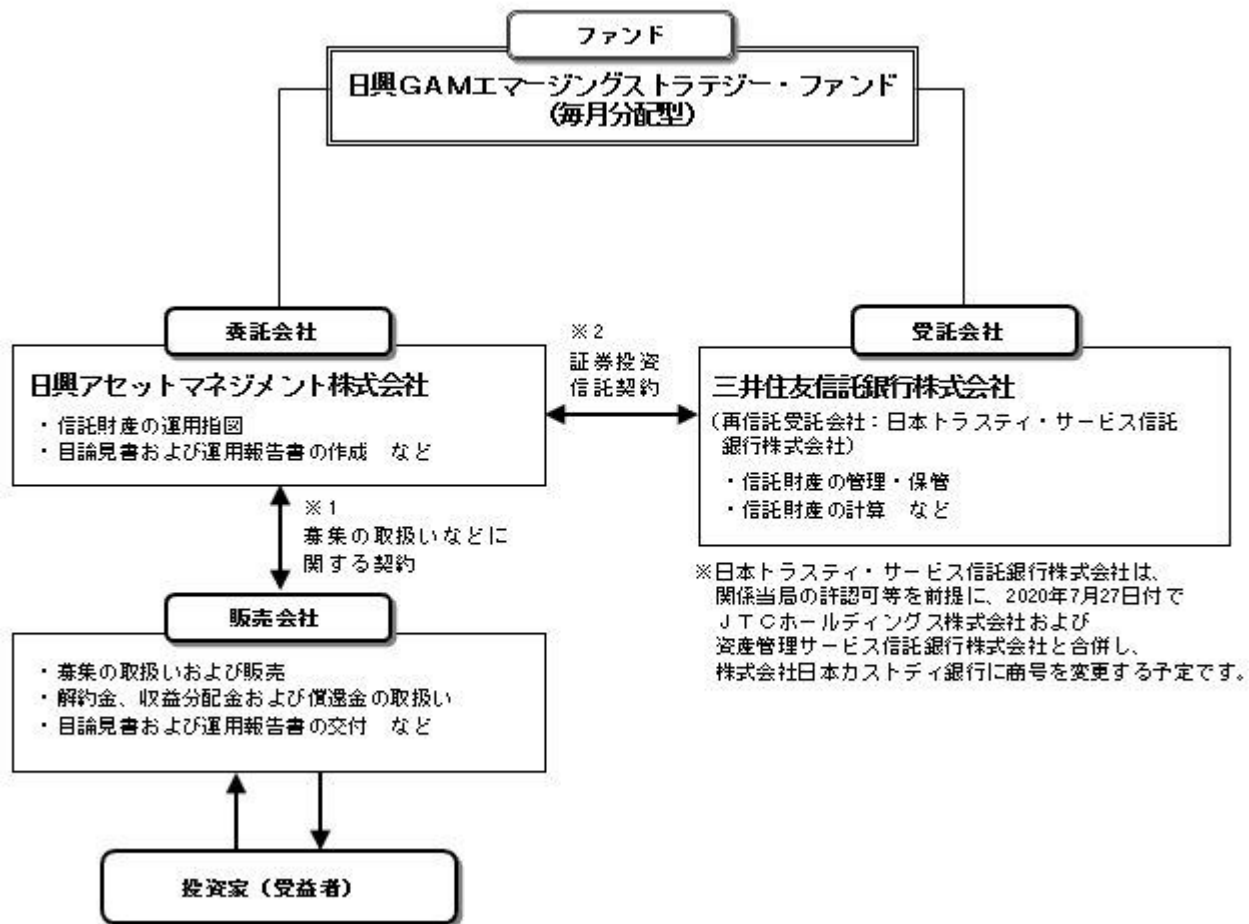 ファンド
日興GAMエマージングストラテジー・ファンド
(毎月分配型)
委託会社
日興アセットマネジメント株式会社
・信託財産の運用指図
・目論見書および運用報告書の作成　など
※2
証券投資
信託契約
受託会社
三井住友信託銀行株式会社
(再信託受託会社：日本トラスティ・サービス信託
銀行株式会社)
・信託財産の管理・保管
・信託財産の計算　など
※1
募集の取扱いなどに
関する契約
※日本トラスティ・サービス信託銀行株式会社は、
関係当局の許認可等を前提に、2020年7月27日付で
JTCホールディングス株式会社および
資産管理サービス信託銀行株式会社と合併し、
株式会社日本カストディ銀行に商号を変更する予定です。
販売会社
・募集の取扱いおよび販売
・解約金、収益分配金および償還金の取扱い
・目論見書および運用報告書の交付　など
投資家（受益者）